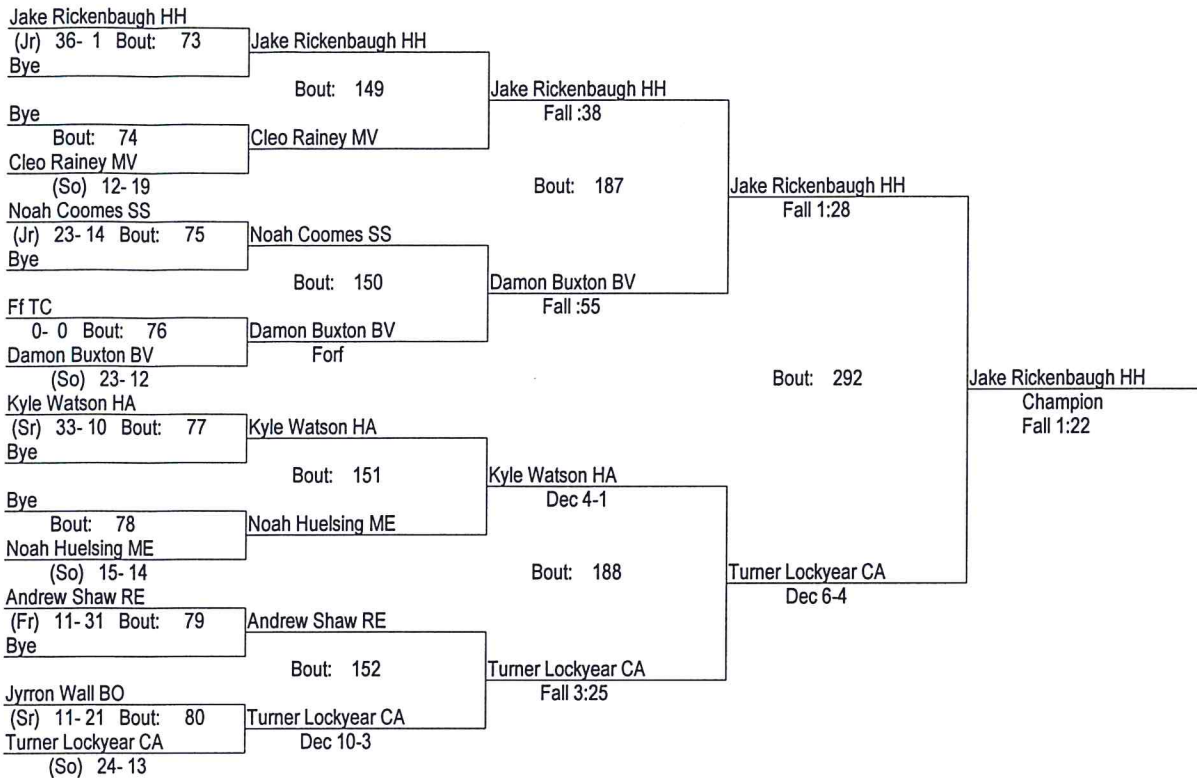 Jake Rickenbaugh HH
(Jr) 36- 1 Bout: 73
Bye
Jake Rickenbaugh HH
Bout: 149
Bye
Bout: 74
Cleo Rainey MV
(So) 12- 19
Cleo Rainey MV
Jake Rickenbaugh HH
Fall :38
Bout: 187
Noah Coomes SS
(Jr) 23- 14 Bout: 75
Bye
Noah Coomes SS
Bout: 150
Ff TC
0- 0 Bout: 76
Damon Buxton BV
(So) 23- 12
Damon Buxton BV
Forf
Damon Buxton BV
Fall :55
Jake Rickenbaugh HH
Fall 1:28
Bout: 292
Kyle Watson HA
(Sr) 33- 10 Bout: 77
Bye
Kyle Watson HA
Bout: 151
Bye
Bout: 78
Noah Huelsing ME
(So) 15- 14
Noah Huelsing ME
Kyle Watson HA
Dec 4-1
Bout: 188
Andrew Shaw RE
(Fr) 11- 31 Bout: 79
Bye
Andrew Shaw RE
Bout: 152
Jyrron Wall BO
(Sr) 11- 21 Bout: 80
Turner Lockyear CA
(So) 24- 13
Turner Lockyear CA
Dec 10-3
Turner Lockyear CA
Fall 3:25
Turner Lockyear CA
Dec 6-4
Jake Rickenbaugh HH
Champion
Fall 1:22